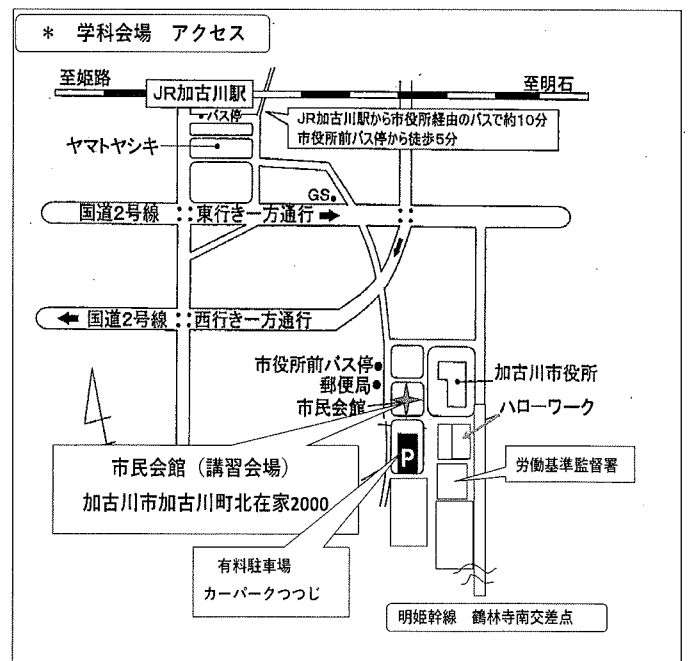 * 学科会場 アクセス
至姫路
JR加古川駅
至明石
バス停
JR加古川駅から市役所経由のバスで約10分
市役所前バス停から徒歩5分
ヤマトヤシキ
GS
国道2号線 東行き一方通行
国道2号線 西行き一方通行
市役所前バス停
郵便局
市民会館
加古川市役所
ハローワーク
P
労働基準監督署
市民会館（講習会場）
加古川市加古川町北在家2000
有料駐車場
カーパークつつじ
明姫幹線 鶴林寺南交差点